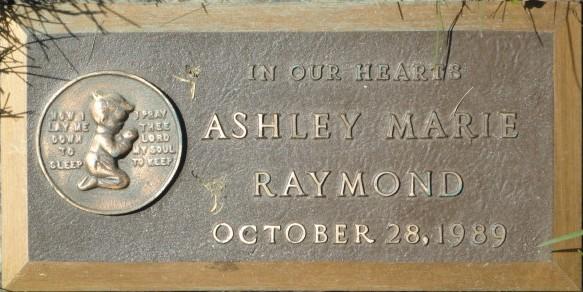 NOW I
LAY ME
DOWN
TO
SLEEP
I PRAY
THEE
LORD
MY SOUL
TO KEEP
IN OUR HEARTS
ASHLEY MARIE
RAYMOND
OCTOBER 28, 1989